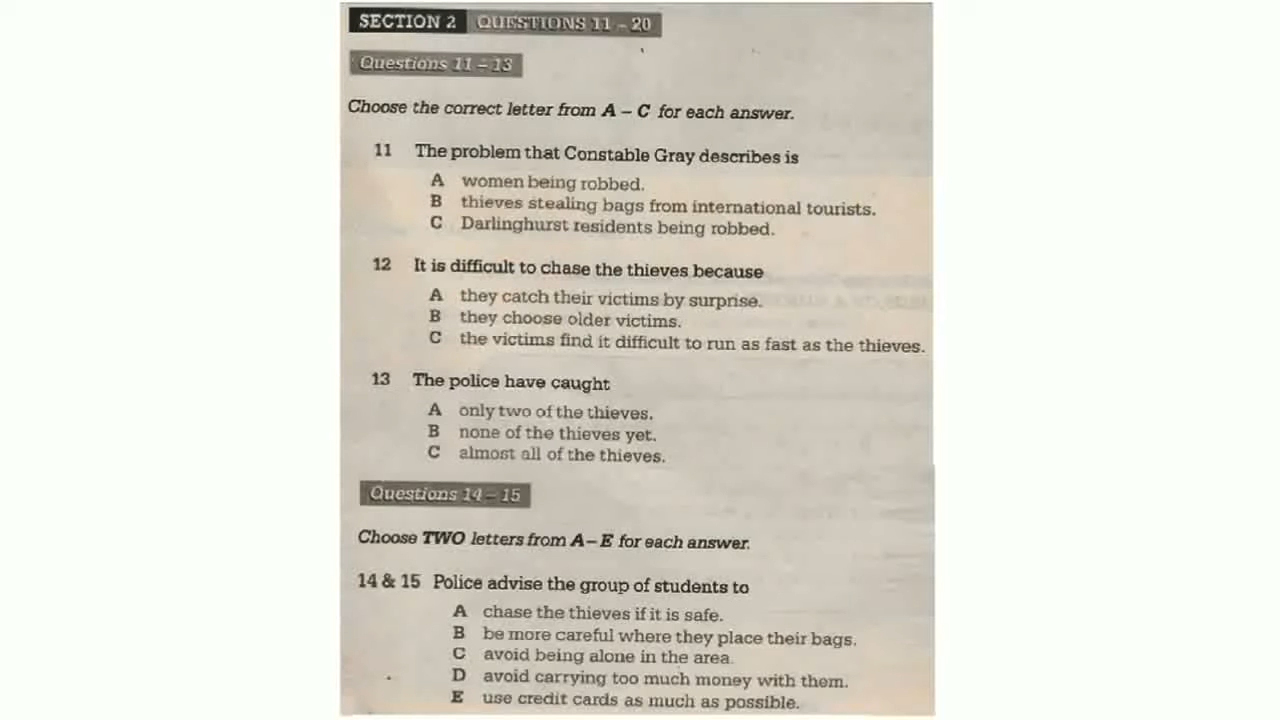 SECTION 2 QUESTIONS 11 – 20
Questions 11 – 13
Choose the correct letter from A – C for each answer.
11 The problem that Constable Gray describes is
A women being robbed.
B thieves stealing bags from international tourists.
C Darlinghurst residents being robbed.
12 It is difficult to chase the thieves because
A they catch their victims by surprise.
B they choose older victims.
C the victims find it difficult to run as fast as the thieves.
13 The police have caught
A only two of the thieves.
B none of the thieves yet.
C almost all of the thieves.
Questions 14 – 15
Choose TWO letters from A – E for each answer.
14 & 15 Police advise the group of students to
A chase the thieves if it is safe.
B be more careful where they place their bags.
C avoid being alone in the area.
D avoid carrying too much money with them.
E use credit cards as much as possible.